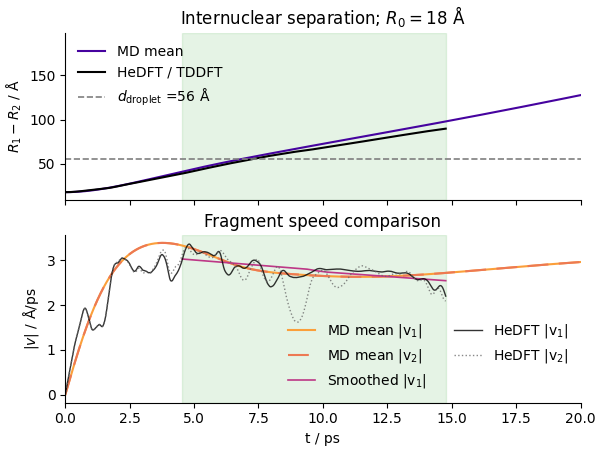 Internuclear separation; R₀ = 18 Å
R₁ − R₂ / Å
150
100
50
MD mean
HeDFT / TDDFT
d_droplet =56 Å
Fragment speed comparison
|v| / Å/ps
3
2
1
0
MD mean |v₁|
MD mean |v₂|
Smoothed |v₁|
HeDFT |v₁|
HeDFT |v₂|
0.0 2.5 5.0 7.5 10.0 12.5 15.0 17.5 20.0
t / ps